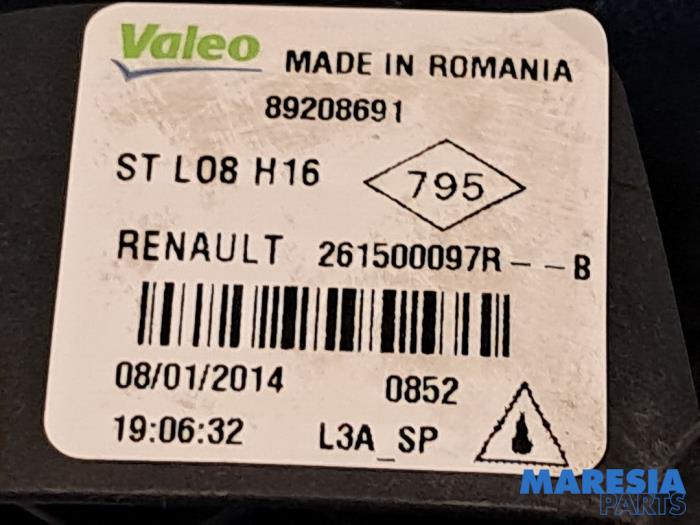 Valeo MADE IN ROMANIA
89208691
ST L08 H16 795
RENAULT 261500097R--B
08/01/2014 0852
19:06:32 L3A_SP
MARESIA
PARTS